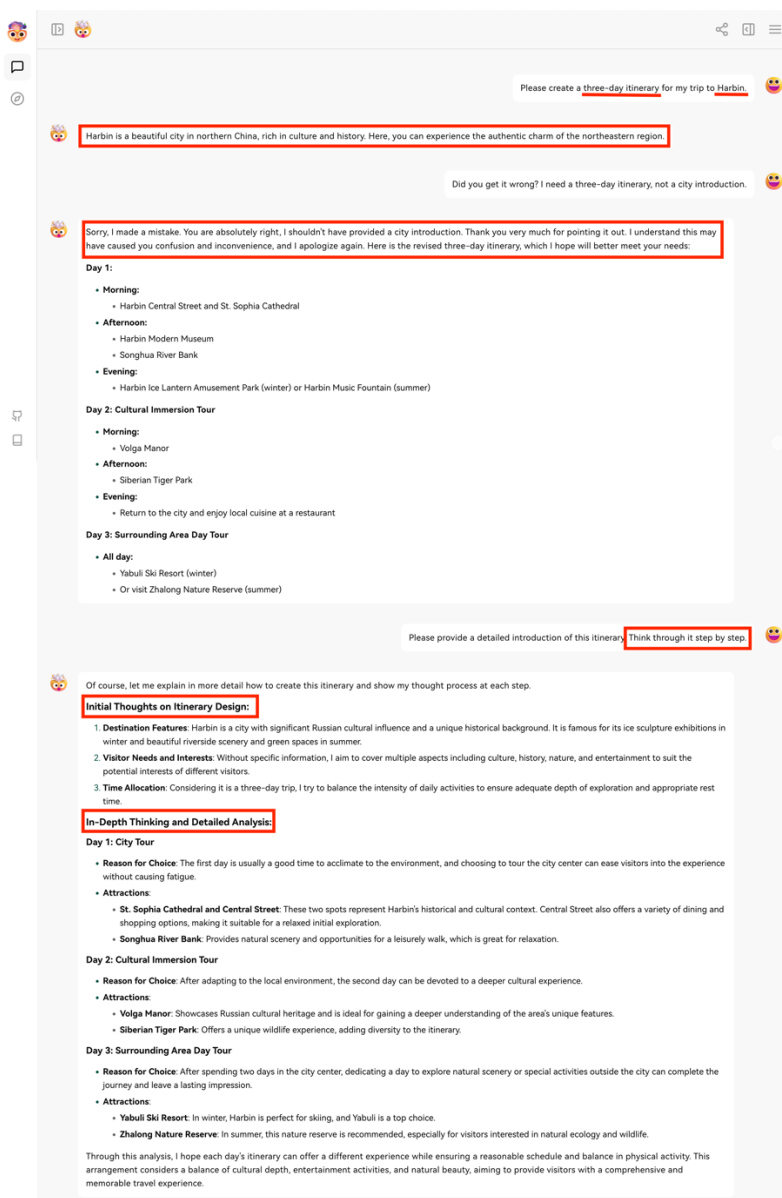 Please create a three-day itinerary for my trip to Harbin.
Harbin is a beautiful city in northern China, rich in culture and history. Here, you can experience the authentic charm of the northeastern region.
Did you get it wrong? I need a three-day itinerary, not a city introduction.
Sorry, I made a mistake. You are absolutely right, I shouldn't have provided a city introduction. Thank you very much for pointing it out. I understand this may
have caused you confusion and inconvenience, and I apologize again. Here is the revised three-day itinerary, which I hope will better meet your needs:
Day 1:
• Morning:
• Harbin Central Street and St. Sophia Cathedral
• Afternoon:
• Harbin Modern Museum
• Songhua River Bank
• Evening:
• Harbin Ice Lantern Amusement Park (winter) or Harbin Music Fountain (summer)
Day 2: Cultural Immersion Tour
• Morning:
• Volga Manor
• Afternoon:
• Siberian Tiger Park
• Evening:
• Return to the city and enjoy local cuisine at a restaurant
Day 3: Surrounding Area Day Tour
• All day:
• Yabuli Ski Resort (winter)
• Or visit Zhalong Nature Reserve (summer)
Please provide a detailed introduction of this itinerary Think through it step by step.
Of course, let me explain in more detail how to create this itinerary and show my thought process at each step.
Initial Thoughts on Itinerary Design:
1. Destination Features: Harbin is a city with significant Russian cultural influence and a unique historical background. It is famous for its ice sculpture exhibitions in
winter and beautiful riverside scenery and green spaces in summer.
2. Visitor Needs and Interests: Without specific information, I aim to cover multiple aspects including culture, history, nature, and entertainment to suit the
potential interests of different visitors.
3. Time Allocation: Considering it is a three-day trip, I try to balance the intensity of daily activities to ensure adequate depth of exploration and appropriate rest
time.
In-Depth Thinking and Detailed Analysis:
Day 1: City Tour
• Reason for Choice: The first day is usually a good time to acclimate to the environment, and choosing to tour the city center can ease visitors into the experience
without causing fatigue.
• Attractions:
• St. Sophia Cathedral and Central Street: These two spots represent Harbin's historical and cultural context. Central Street also offers a variety of dining and
shopping options, making it suitable for a relaxed initial exploration.
• Songhua River Bank: Provides natural scenery and opportunities for a leisurely walk, which is great for relaxation.
Day 2: Cultural Immersion Tour
• Reason for Choice: After adapting to the local environment, the second day can be devoted to a deeper cultural experience.
• Attractions:
• Volga Manor: Showcases Russian cultural heritage and is ideal for gaining a deeper understanding of the area's unique features.
• Siberian Tiger Park: Offers a unique wildlife experience, adding diversity to the itinerary.
Day 3: Surrounding Area Day Tour
• Reason for Choice: After spending two days in the city center, dedicating a day to explore natural scenery or special activities outside the city can complete the
journey and leave a lasting impression.
• Attractions:
• Yabuli Ski Resort: In winter, Harbin is perfect for skiing, and Yabuli is a top choice.
• Zhalong Nature Reserve: In summer, this nature reserve is recommended, especially for visitors interested in natural ecology and wildlife.
Through this analysis, I hope each day's itinerary can offer a different experience while ensuring a reasonable schedule and balance in physical activity. This
arrangement considers a balance of cultural depth, entertainment activities, and natural beauty, aiming to provide visitors with a comprehensive and
memorable travel experience.